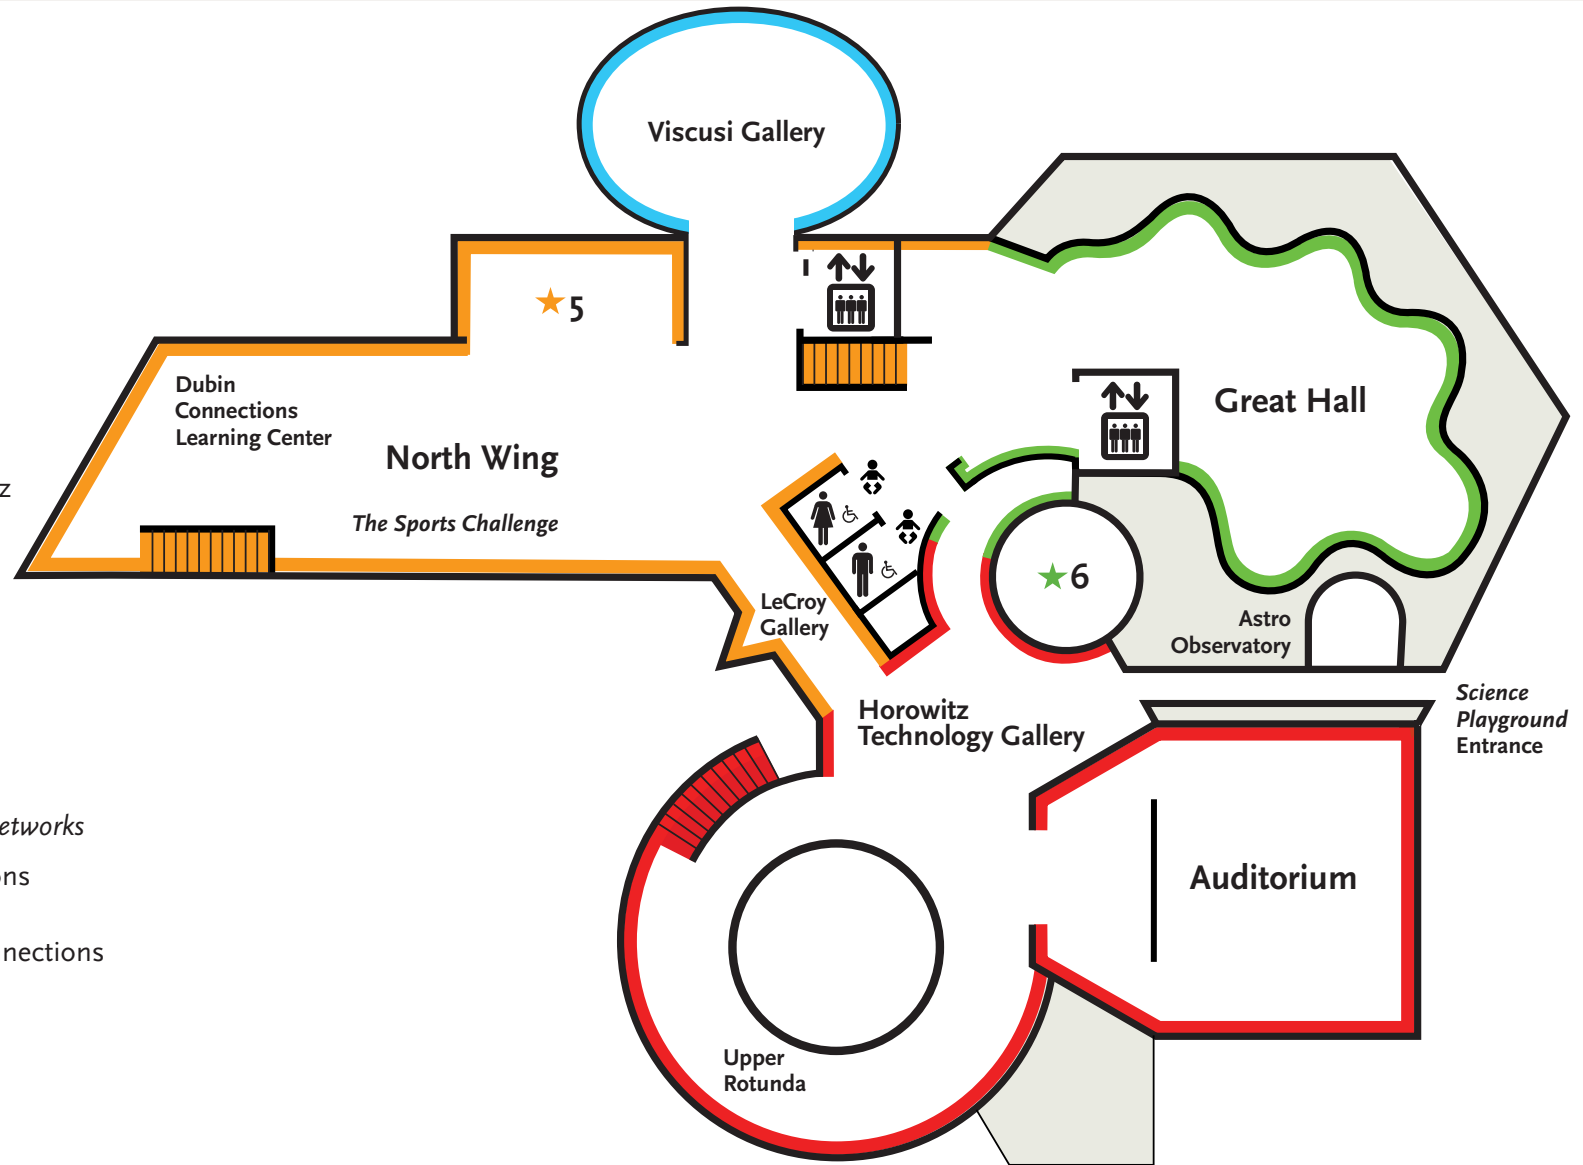 Viscusi Gallery
5
Dubin
Connections
Learning Center
North Wing
The Sports Challenge
Great Hall
z
6
LeCroy
Gallery
Astro
Observatory
Horowitz
Technology Gallery
Science
Playground
Entrance
etworks
ons
nections
Auditorium
Upper
Rotunda